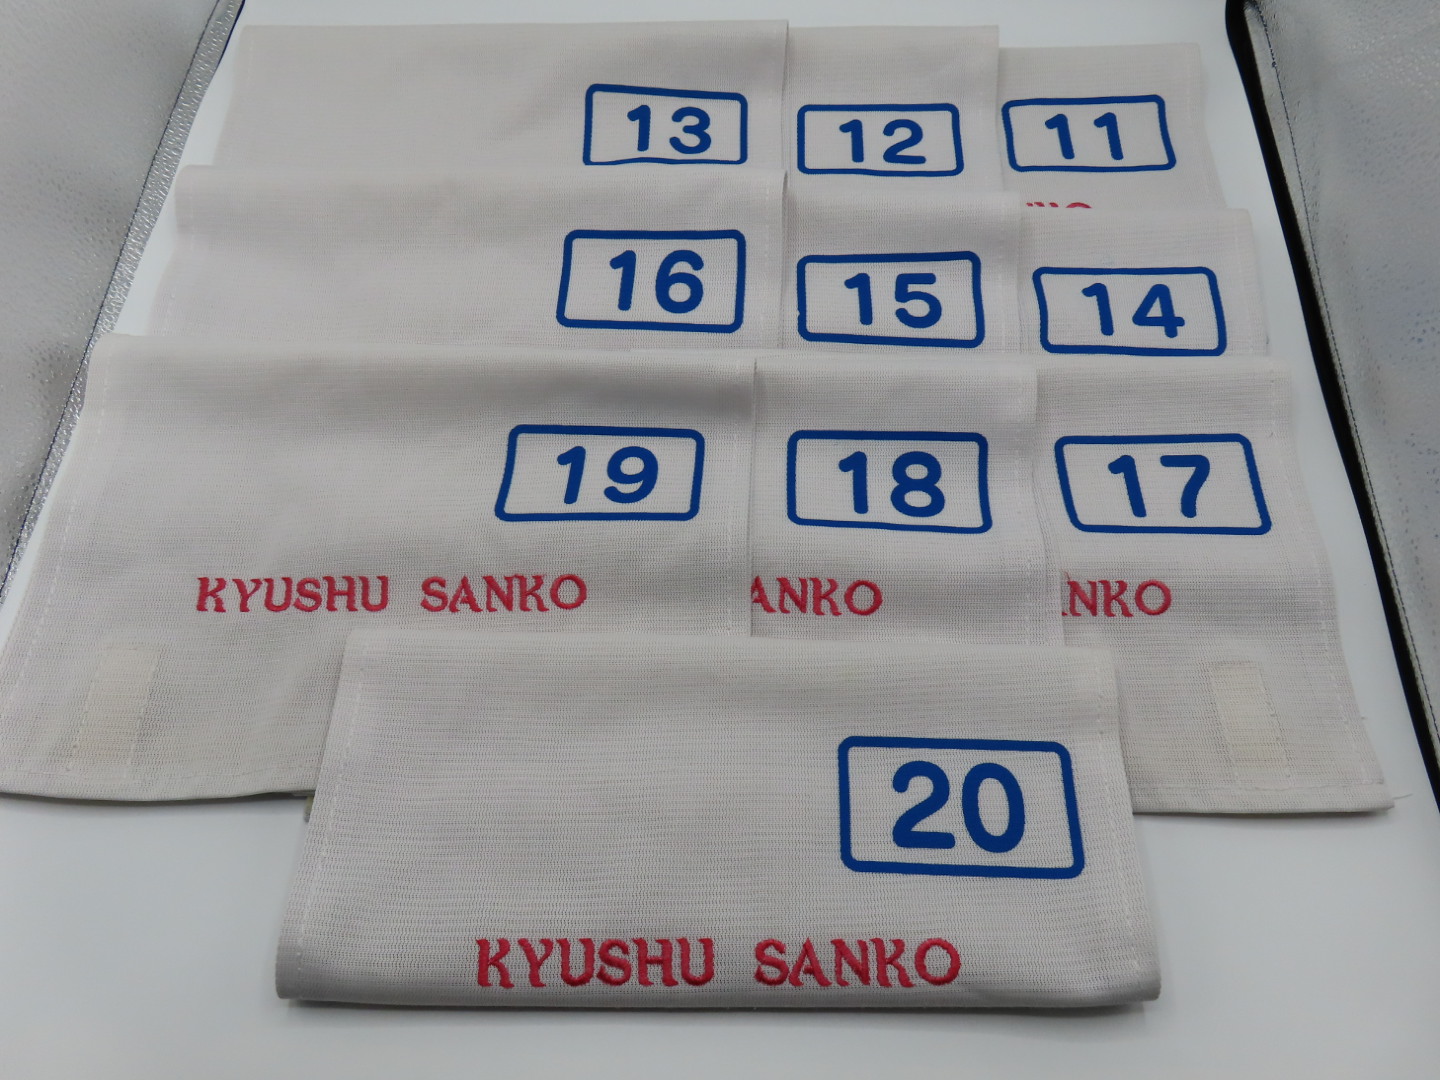 13 12 11
16 15 14
19 18 17
KYUSHU SANKO ANKO NKO
20
KYUSHU SANKO